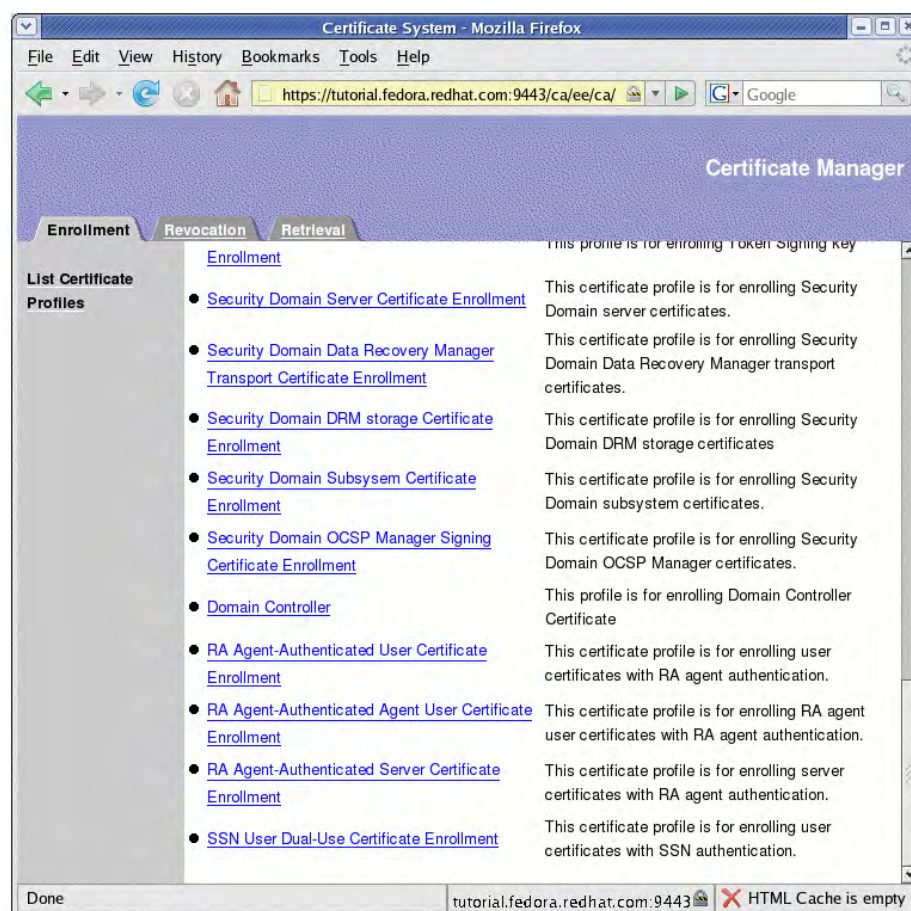 Certificate System - Mozilla Firefox
File Edit View History Bookmarks Tools Help
https://tutorial.fedora.redhat.com:9443/ca/ee/ca/
G Google
Certificate Manager
Enrollment Revocation Retrieval
List Certificate
Profiles
Enrollment
This profile is for enrolling Token Signing key
Security Domain Server Certificate Enrollment
This certificate profile is for enrolling Security
Domain server certificates.
Security Domain Data Recovery Manager
Transport Certificate Enrollment
This certificate profile is for enrolling Security
Domain Data Recovery Manager transport
certificates.
Security Domain DRM storage Certificate
Enrollment
This certificate profile is for enrolling Security
Domain DRM storage certificates
Security Domain Subsysem Certificate
Enrollment
This certificate profile is for enrolling Security
Domain subsystem certificates.
Security Domain OCSP Manager Signing
Certificate Enrollment
This certificate profile is for enrolling Security
Domain OCSP Manager certificates.
Domain Controller
This profile is for enrolling Domain Controller
Certificate
RA Agent-Authenticated User Certificate
Enrollment
This certificate profile is for enrolling user
certificates with RA agent authentication.
RA Agent-Authenticated Agent User Certificate
Enrollment
This certificate profile is for enrolling RA agent
user certificates with RA agent authentication.
RA Agent-Authenticated Server Certificate
Enrollment
This certificate profile is for enrolling server
certificates with RA agent authentication.
SSN User Dual-Use Certificate Enrollment
This certificate profile is for enrolling user
certificates with SSN authentication.
Done
tutorial.fedora.redhat.com:9443
HTML Cache is empty